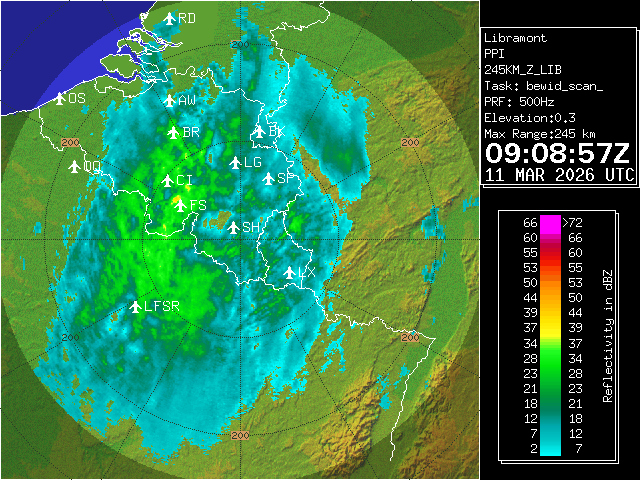 RD
200
OS
AW
BR
BK
200
200
OO
LG
CI
SP
FS
SH
LX
LFSR
200
200
200
Libramont
PPI
245KM_Z_LIB
Task: bewid_scan_
PRF: 500Hz
Elevation:0.3
Max Range:245 km
09:08:57Z
11 MAR 2026 UTC
66 >72
60 66
55 60
53 55
50 53
44 50
42 44
39 42
37 39
34 37
28 34
23 28
21 23
18 21
12 18
7 12
2 7
Reflectivity in dBZ